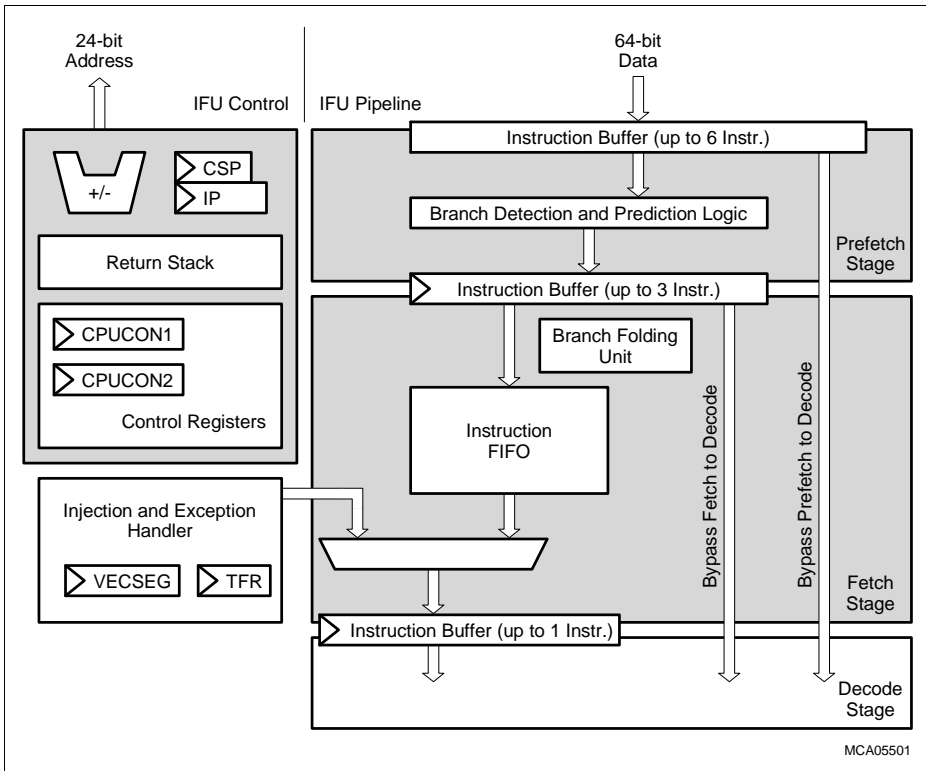 24-bit
Address
64-bit
Data
IFU Control
IFU Pipeline
Instruction Buffer (up to 6 Instr.)
+/-
CSP
IP
Branch Detection and Prediction Logic
Prefetch
Stage
Return Stack
Instruction Buffer (up to 3 Instr.)
CPUCON1
CPUCON2
Control Registers
Branch Folding
Unit
Instruction
FIFO
Bypass Fetch to Decode
Bypass Prefetch to Decode
Injection and Exception
Handler
VECSEG
TFR
Fetch
Stage
Instruction Buffer (up to 1 Instr.)
Decode
Stage
MCA05501